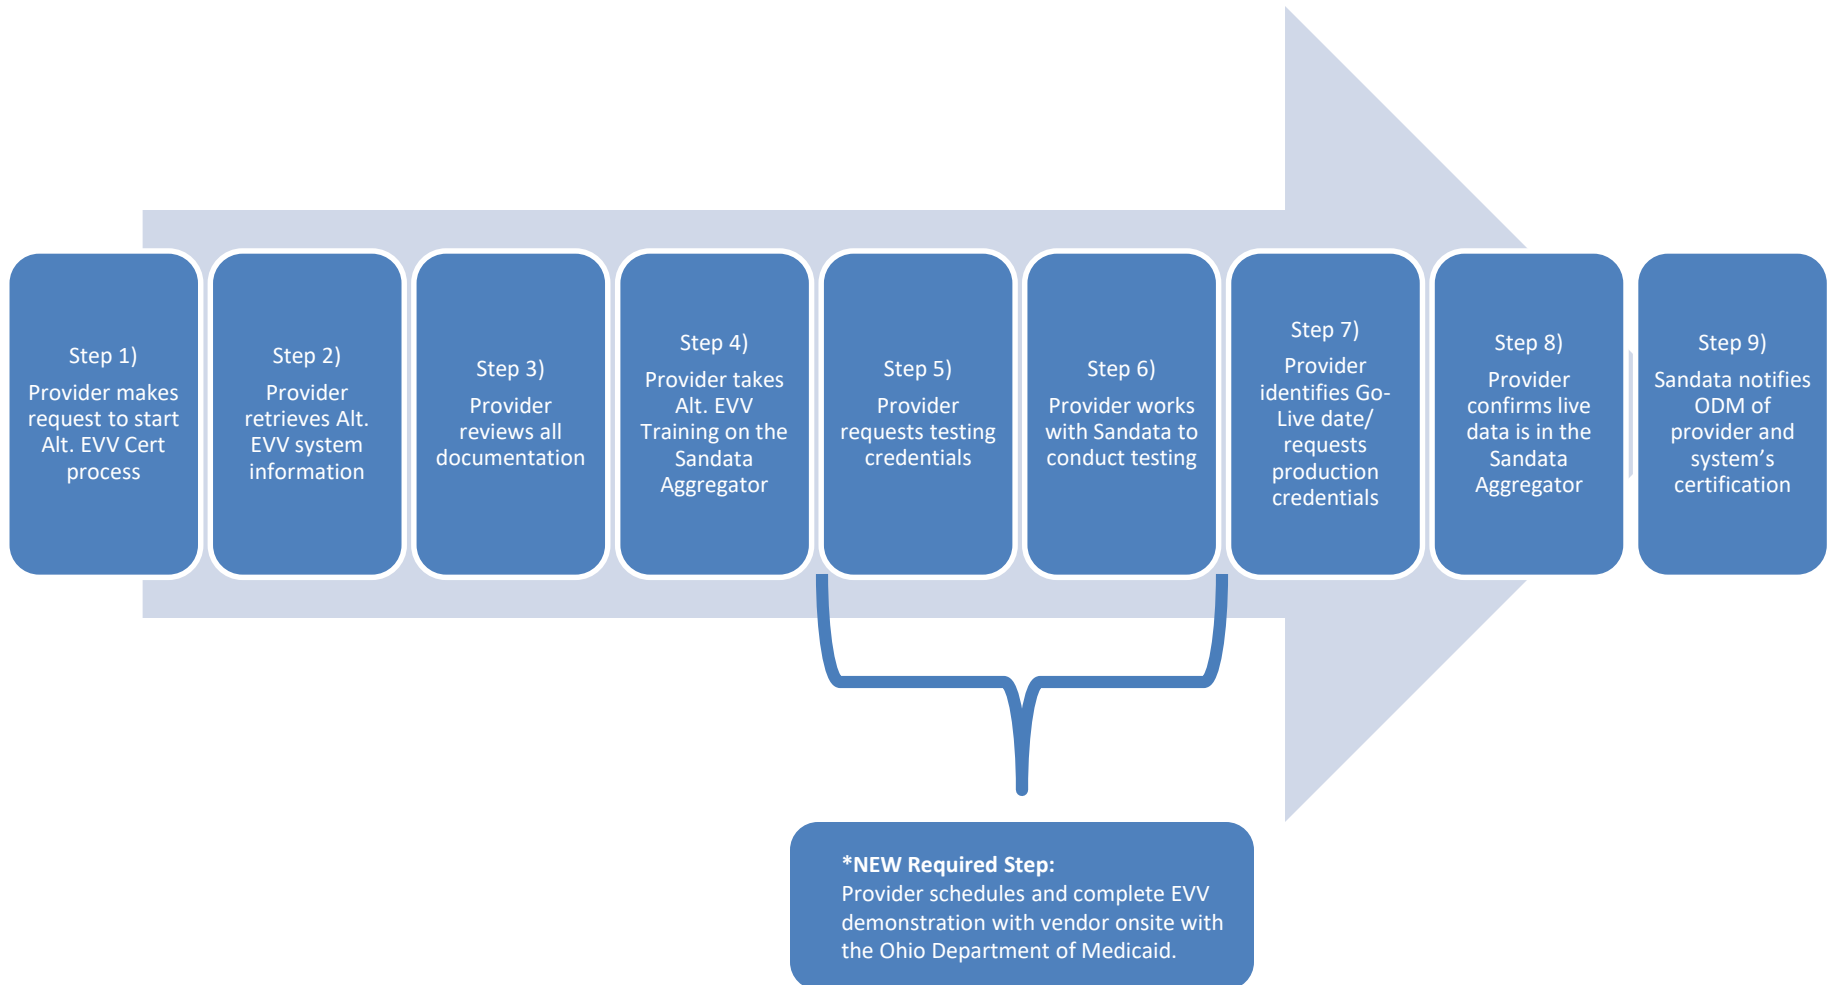 Step 1)
Provider makes
request to start
Alt. EVV Cert
process
Step 2)
Provider
retrieves Alt.
EVV system
information
Step 3)
Provider
reviews all
documentation
Step 4)
Provider takes
Alt. EVV
Training on the
Sandata
Aggregator
Step 5)
Provider
requests testing
credentials
Step 6)
Provider works
with Sandata to
conduct testing
Step 7)
Provider
identifies Go-
Live date/
requests
production
credentials
Step 8)
Provider
confirms live
data is in the
Sandata
Aggregator
Step 9)
Sandata notifies
ODM of
provider and
system’s
certification
*NEW Required Step:
Provider schedules and complete EVV
demonstration with vendor onsite with
the Ohio Department of Medicaid.